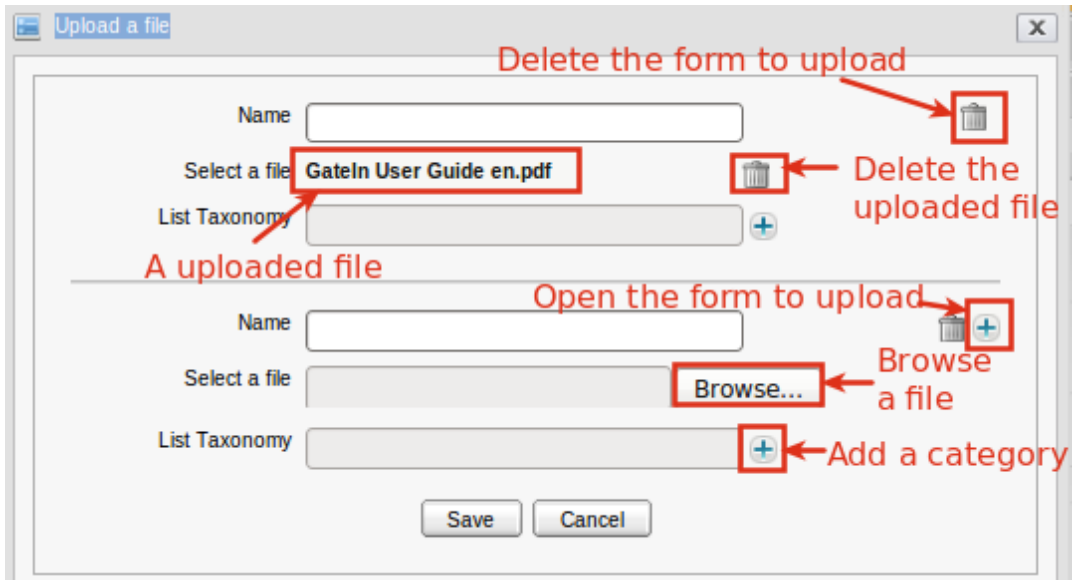 Upload a file
X
Delete the form to upload
Name
Select a file GateIn User Guide en.pdf
Delete the
uploaded file
List Taxonomy
A uploaded file
Open the form to upload
Name
Select a file Browse...
Browse
a file
List Taxonomy
Add a category
Save Cancel